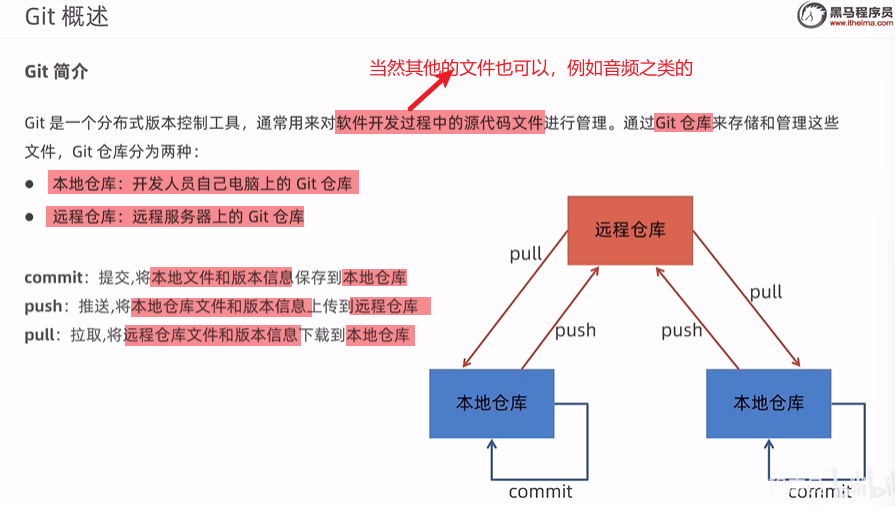 Git 概述
黑马程序员
www.itheima.com
Git 简介
当然其他的文件也可以，例如音频之类的
Git 是一个分布式版本控制工具，通常用来对软件开发过程中的源代码文件进行管理。通过Git 仓库来存储和管理这些
文件，Git 仓库分为两种：
● 本地仓库：开发人员自己电脑上的 Git 仓库
● 远程仓库：远程服务器上的 Git 仓库
commit：提交,将本地文件和版本信息保存到本地仓库
push：推送,将本地仓库文件和版本信息上传到远程仓库
pull：拉取,将远程仓库文件和版本信息下载到本地仓库
远程仓库
pull
pull
push
push
本地仓库
本地仓库
commit
commit